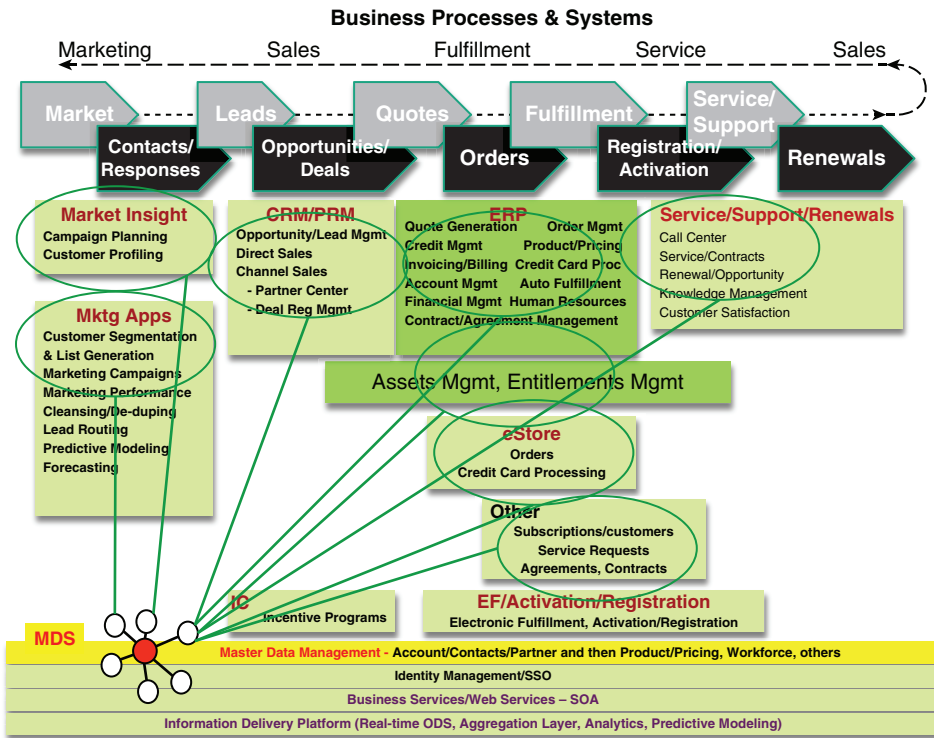 Business Processes & Systems
Marketing Sales Fulfillment Service Sales
Market Leads Quotes Fulfillment Service/
Support
Contacts/
Responses
Opportunities/
Deals
Orders
Registration/
Activation
Renewals
Market Insight
Campaign Planning
Customer Profiling
Mktg Apps
Customer Segmentation
& List Generation
Marketing Campaigns
Marketing Performance
Cleansing/De-duping
Lead Routing
Predictive Modeling
Forecasting
CRM/PRM
Opportunity/Lead Mgmt
Direct Sales
Channel Sales
- Partner Center
- Deal Reg Mgmt
ERP
Quote Generation Order Mgmt
Credit Mgmt Product/Pricing
Invoicing/Billing Credit Card Proc
Account Mgmt Auto Fulfillment
Financial Mgmt Human Resources
Contract/Agreement Management
Service/Support/Renewals
Call Center
Service/Contracts
Renewal/Opportunity
Knowledge Management
Customer Satisfaction
Assets Mgmt, Entitlements Mgmt
eStore
Orders
Credit Card Processing
Other
Subscriptions/customers
Service Requests
Agreements, Contracts
IC
Incentive Programs
EF/Activation/Registration
Electronic Fulfillment, Activation/Registration
MDS
Master Data Management - Account/Contacts/Partner and then Product/Pricing, Workforce, others
Identity Management/SSO
Business Services/Web Services – SOA
Information Delivery Platform (Real-time ODS, Aggregation Layer, Analytics, Predictive Modeling)